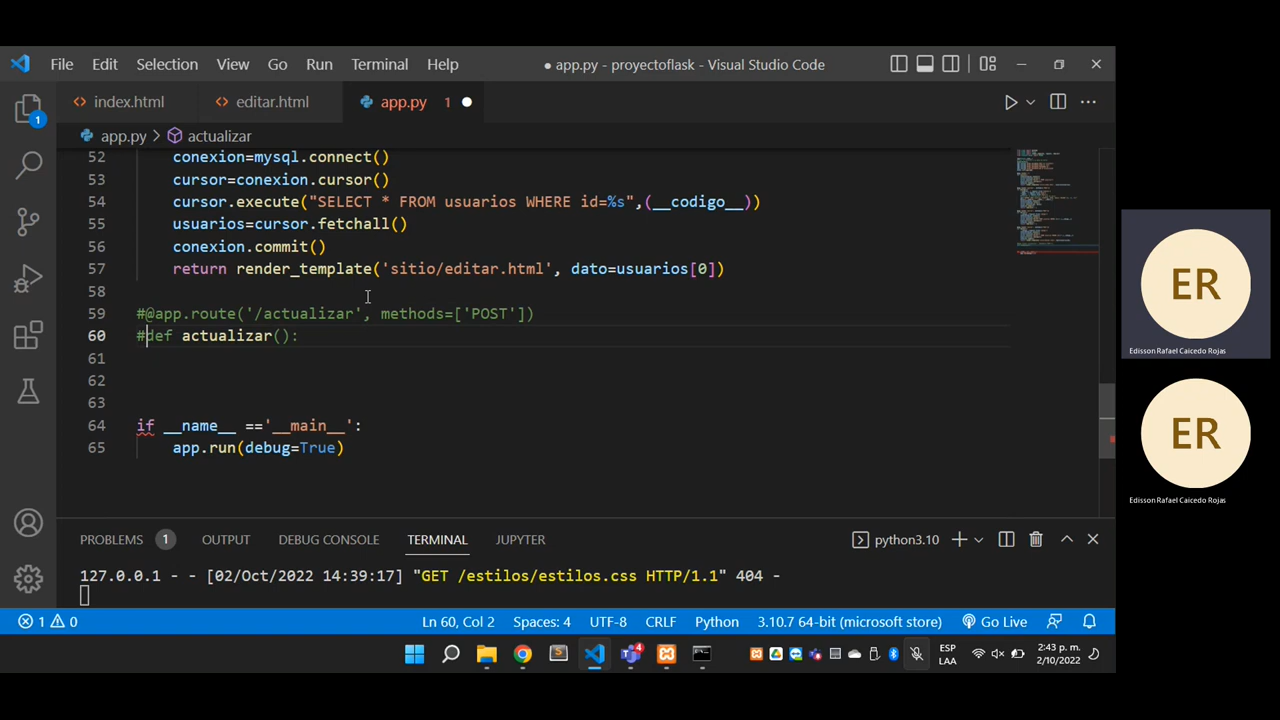 File Edit Selection View Go Run Terminal Help
● app.py - proyectoflask - Visual Studio Code
index.html editar.html app.py 1
app.py > actualizar
52 conexion=mysql.connect()
53 cursor=conexion.cursor()
54 cursor.execute("SELECT * FROM usuarios WHERE id=%s",(__codigo__))
55 usuarios=cursor.fetchall()
56 conexion.commit()
57 return render_template('sitio/editar.html', dato=usuarios[0])
58
59 #@app.route('/actualizar', methods=['POST'])
60 #def actualizar():
61
62
63
64 if __name__ =='__main__':
65 app.run(debug=True)
1
ER
Edisson Rafael Caicedo Rojas
ER
Edisson Rafael Caicedo Rojas
PROBLEMS 1 OUTPUT DEBUG CONSOLE TERMINAL JUPYTER python3.10
127.0.0.1 - - [02/Oct/2022 14:39:17] "GET /estilos/estilos.css HTTP/1.1" 404 -
1 0 Ln 60, Col 2 Spaces: 4 UTF-8 CRLF Python 3.10.7 64-bit (microsoft store) Go Live
4
ESP
LAA
2:43 p. m.
2/10/2022